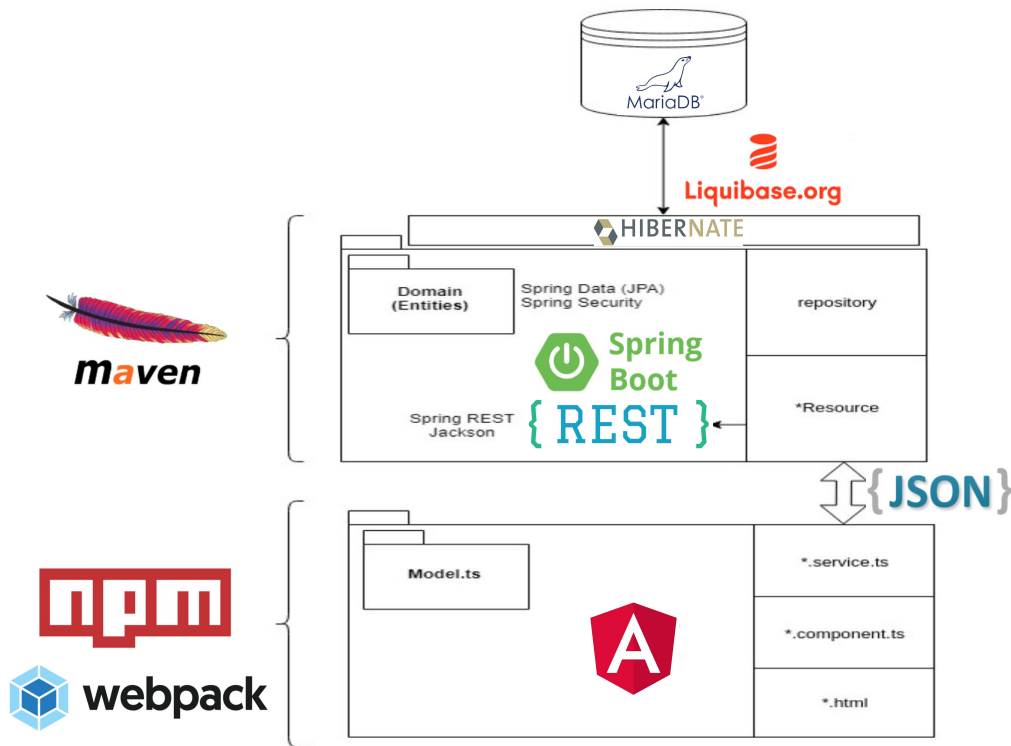 MariaDB®
Liquibase.org
HIBERNATE
Domain
(Entities)
Spring Data (JPA)
Spring Security
repository
maven
Spring
Boot
*Resource
Spring REST
Jackson
{ REST }
{JSON}
Model.ts
*.service.ts
npm
*.component.ts
webpack
*.html